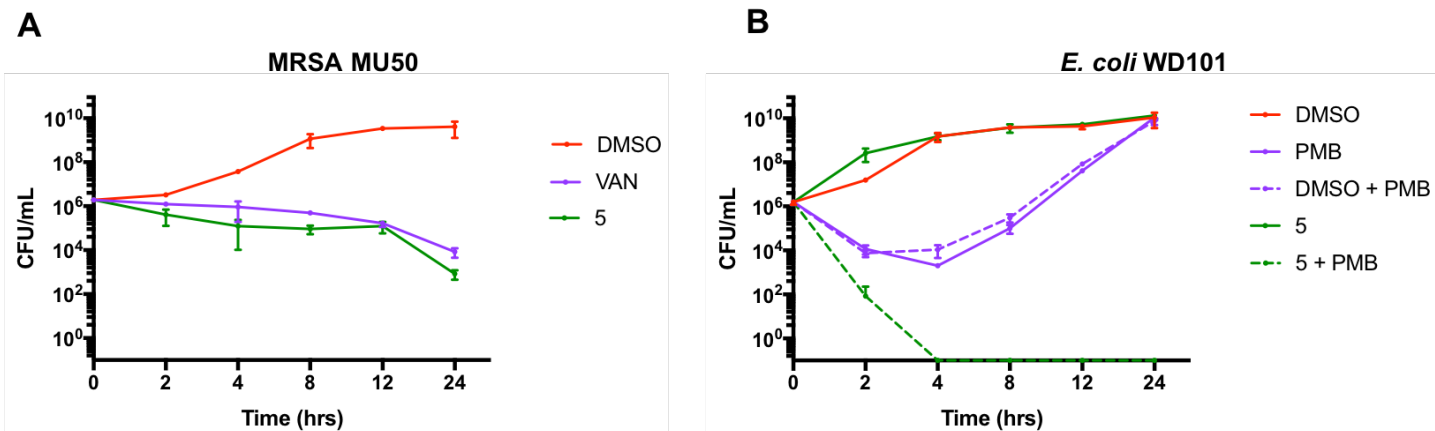 A
MRSA MU50
CFU/mL
10^10
10^8
10^6
10^4
10^2
10^0
0 2 4 8 12 24
Time (hrs)
DMSO
VAN
5
B
E. coli WD101
CFU/mL
10^10
10^8
10^6
10^4
10^2
10^0
0 2 4 8 12 24
Time (hrs)
DMSO
PMB
DMSO + PMB
5
5 + PMB